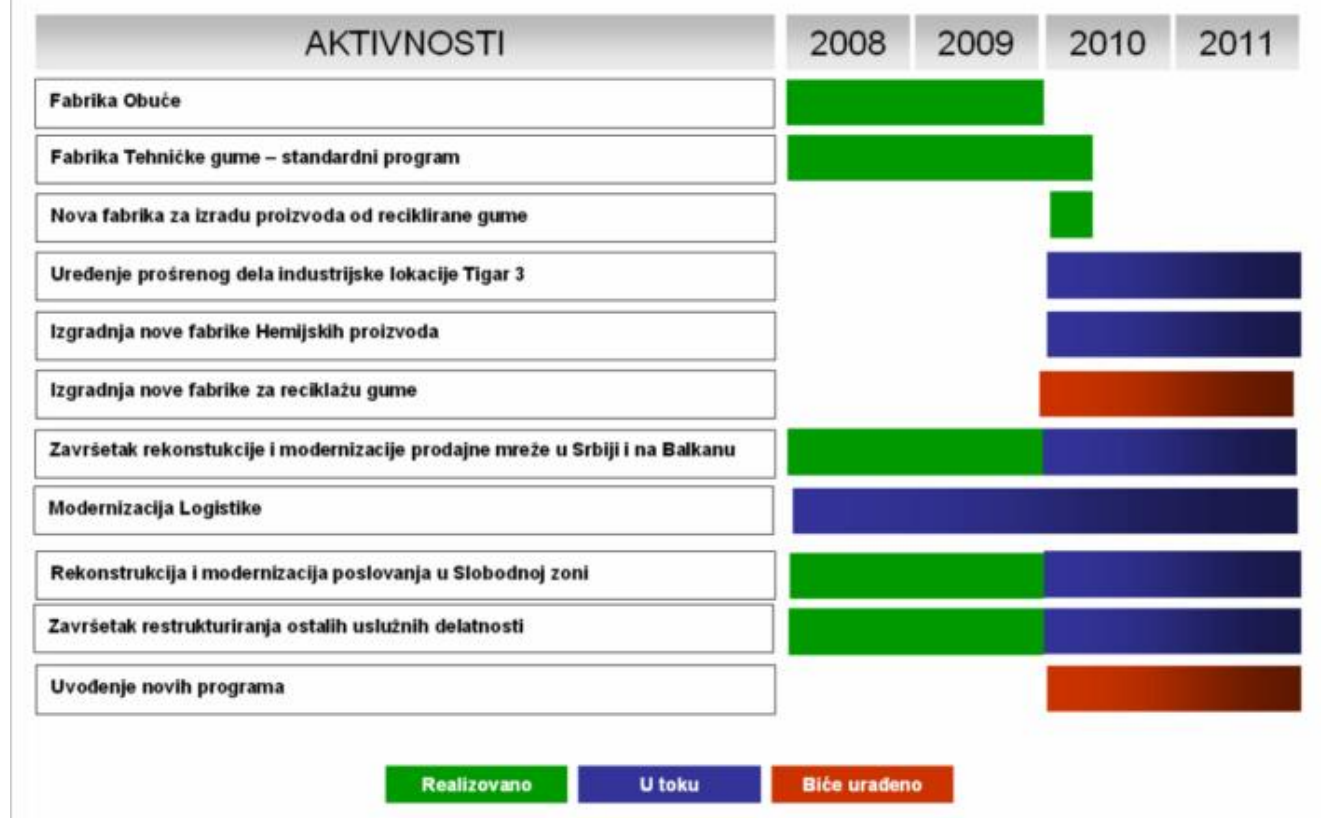 AKTIVNOSTI 2008 2009 2010 2011
Fabrika Obuće
Fabrika Tehničke gume – standardni program
Nova fabrika za izradu proizvoda od reciklirane gume
Uređenje prošrenog dela industrijske lokacije Tigar 3
Izgradnja nove fabrike Hemijskih proizvoda
Izgradnja nove fabrike za reciklažu gume
Završetak rekonstukcije i modernizacije prodajne mreže u Srbiji i na Balkanu
Modernizacija Logistike
Rekonstrukcija i modernizacija poslovanja u Slobodnoj zoni
Završetak restrukturiranja ostalih uslužnih delatnosti
Uvođenje novih programa
Realizovano U toku Biće urađeno